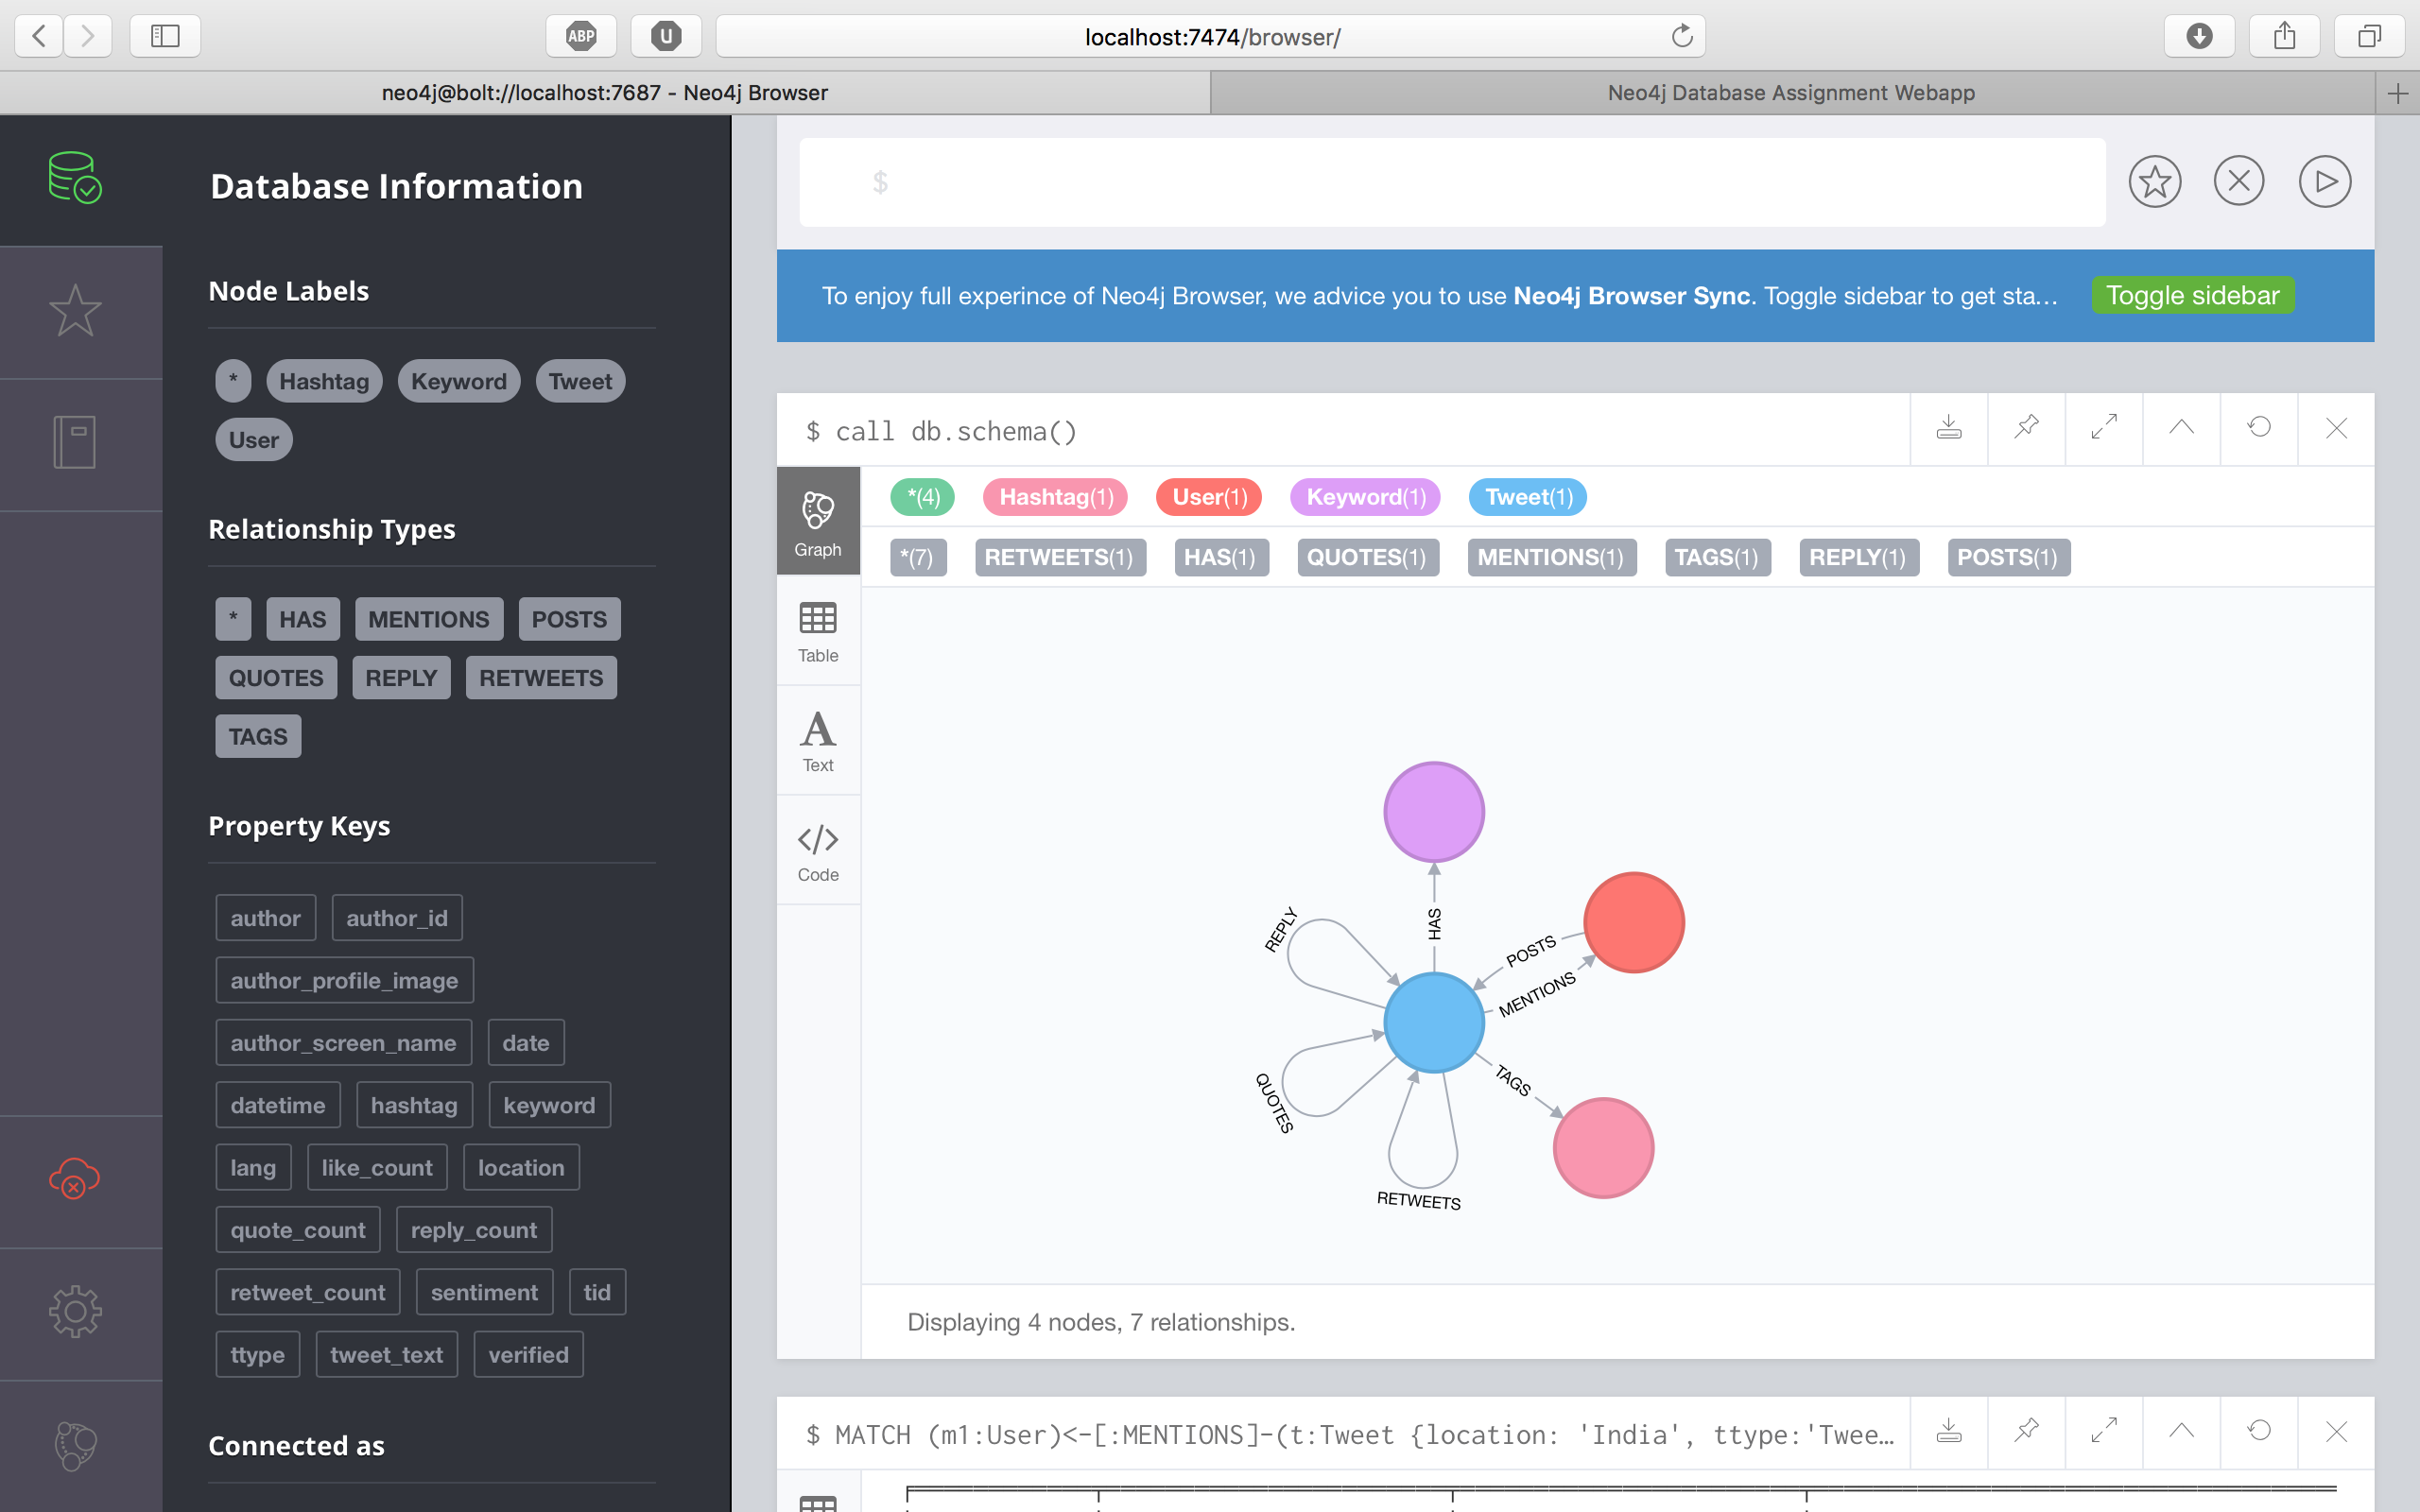 ABP
U
localhost:7474/browser/
neo4j@bolt://localhost:7687 - Neo4j Browser
Neo4j Database Assignment Webapp
Database Information
Node Labels
* Hashtag Keyword Tweet
User
Relationship Types
* HAS MENTIONS POSTS
QUOTES REPLY RETWEETS
TAGS
Property Keys
author author_id
author_profile_image
author_screen_name date
datetime hashtag keyword
lang like_count location
quote_count reply_count
retweet_count sentiment tid
ttype tweet_text verified
Connected as
$
To enjoy full experince of Neo4j Browser, we advice you to use Neo4j Browser Sync. Toggle sidebar to get sta...
Toggle sidebar
$ call db.schema()
*(4) Hashtag(1) User(1) Keyword(1) Tweet(1)
*(7) RETWEETS(1) HAS(1) QUOTES(1) MENTIONS(1) TAGS(1) REPLY(1) POSTS(1)
Graph
Table
A
Text
</>
Code
HAS
REPLY
POSTS
MENTIONS
QUOTES
TAGS
RETWEETS
Displaying 4 nodes, 7 relationships.
$ MATCH (m1:User)<-[:MENTIONS]-(t:Tweet {location: 'India', ttype:'Twee...